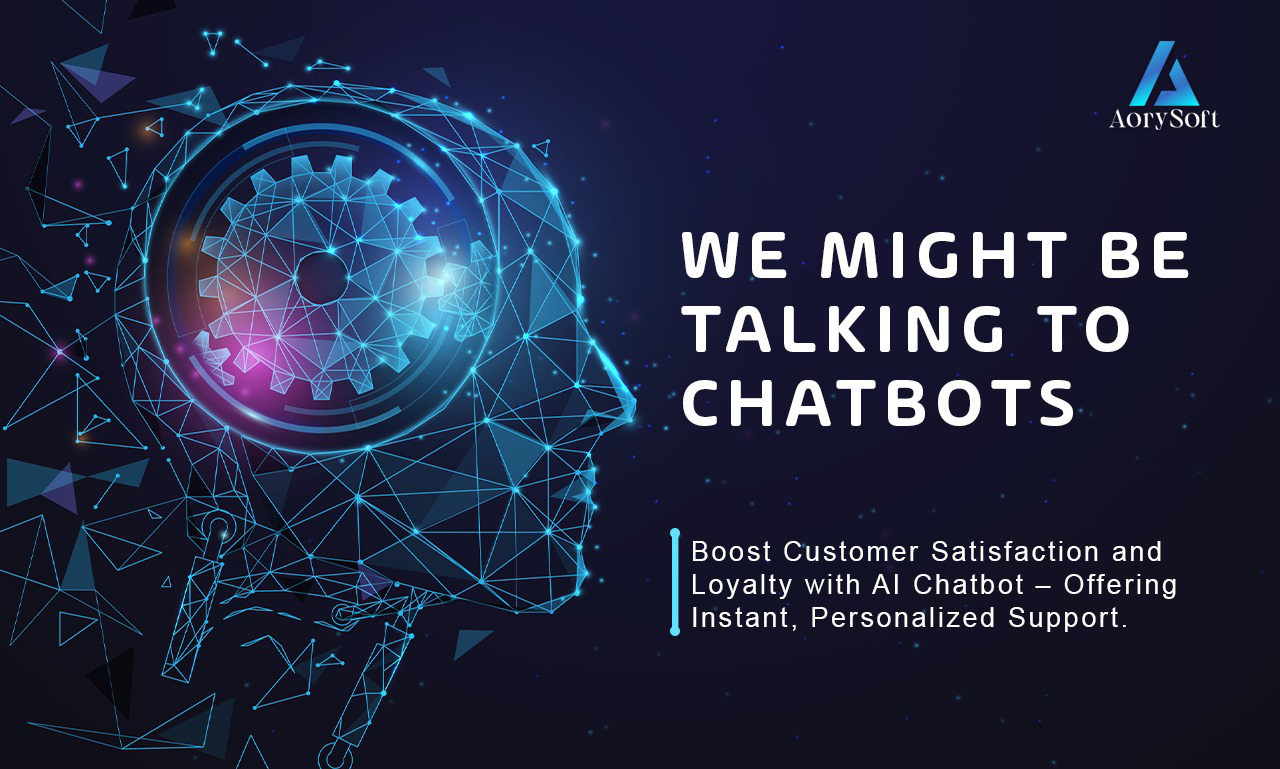 AorySoft
WE MIGHT BE
TALKING TO
CHATBOTS
Boost Customer Satisfaction and
Loyalty with AI Chatbot – Offering
Instant, Personalized Support.